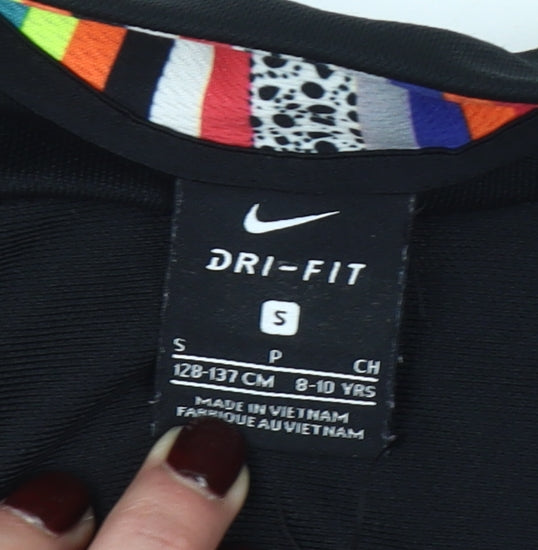 DRI-FIT
S
S P CH
128-137 CM 8-10 YRS
MADE IN VIETNAM
FABRIQUE AU VIETNAM